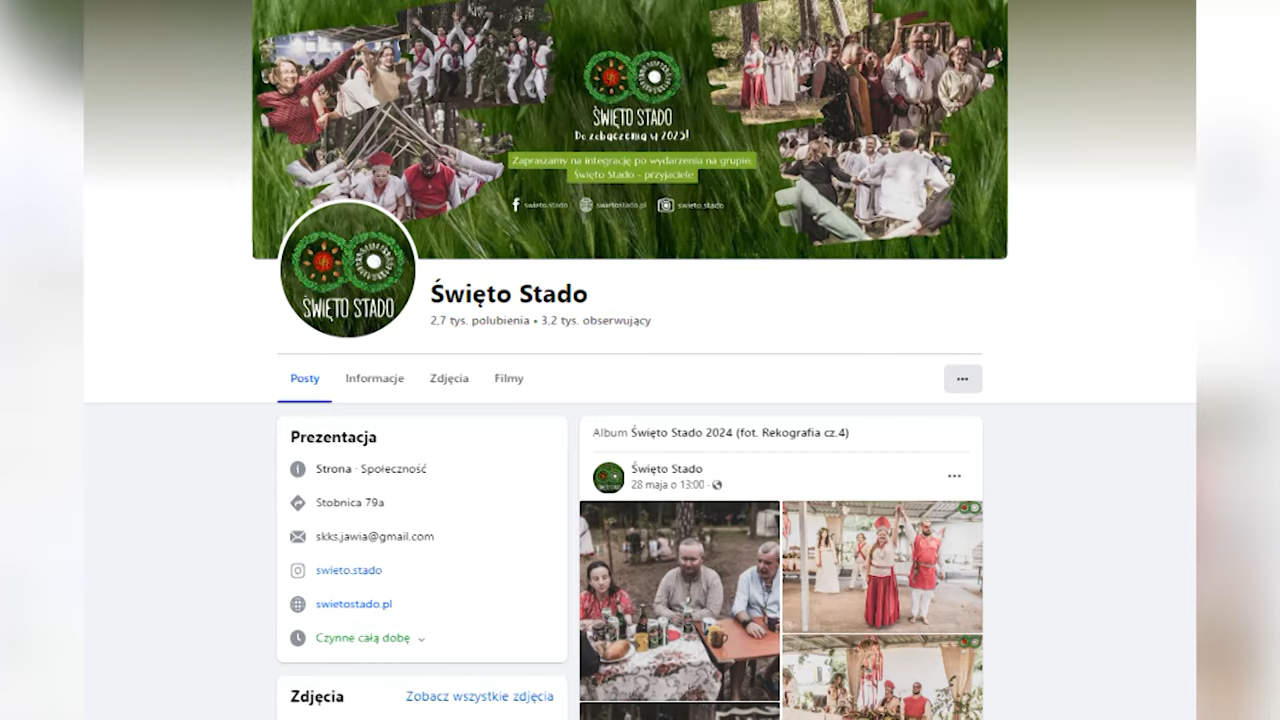 ŚWIĘTO STADO
Do zobaczenia w 2025!
Zapraszamy na integrację po wydarzeniu na grupie:
Święto Stado - przyjaciele
swieto.stado swietostado.pl swieto.stado
ŚWIĘTO STADO
Święto Stado
2,7 tys. polubienia • 3,2 tys. obserwujący
Posty Informacje Zdjęcia Filmy
Prezentacja
Strona · Społeczność
Stobnica 79a
skks.jawia@gmail.com
swieto.stado
swietostado.pl
Czynne całą dobę
Zdjęcia Zobacz wszystkie zdjęcia
Album Święto Stado 2024 (fot. Rekografia cz.4)
Święto Stado
28 maja o 13:00 ·